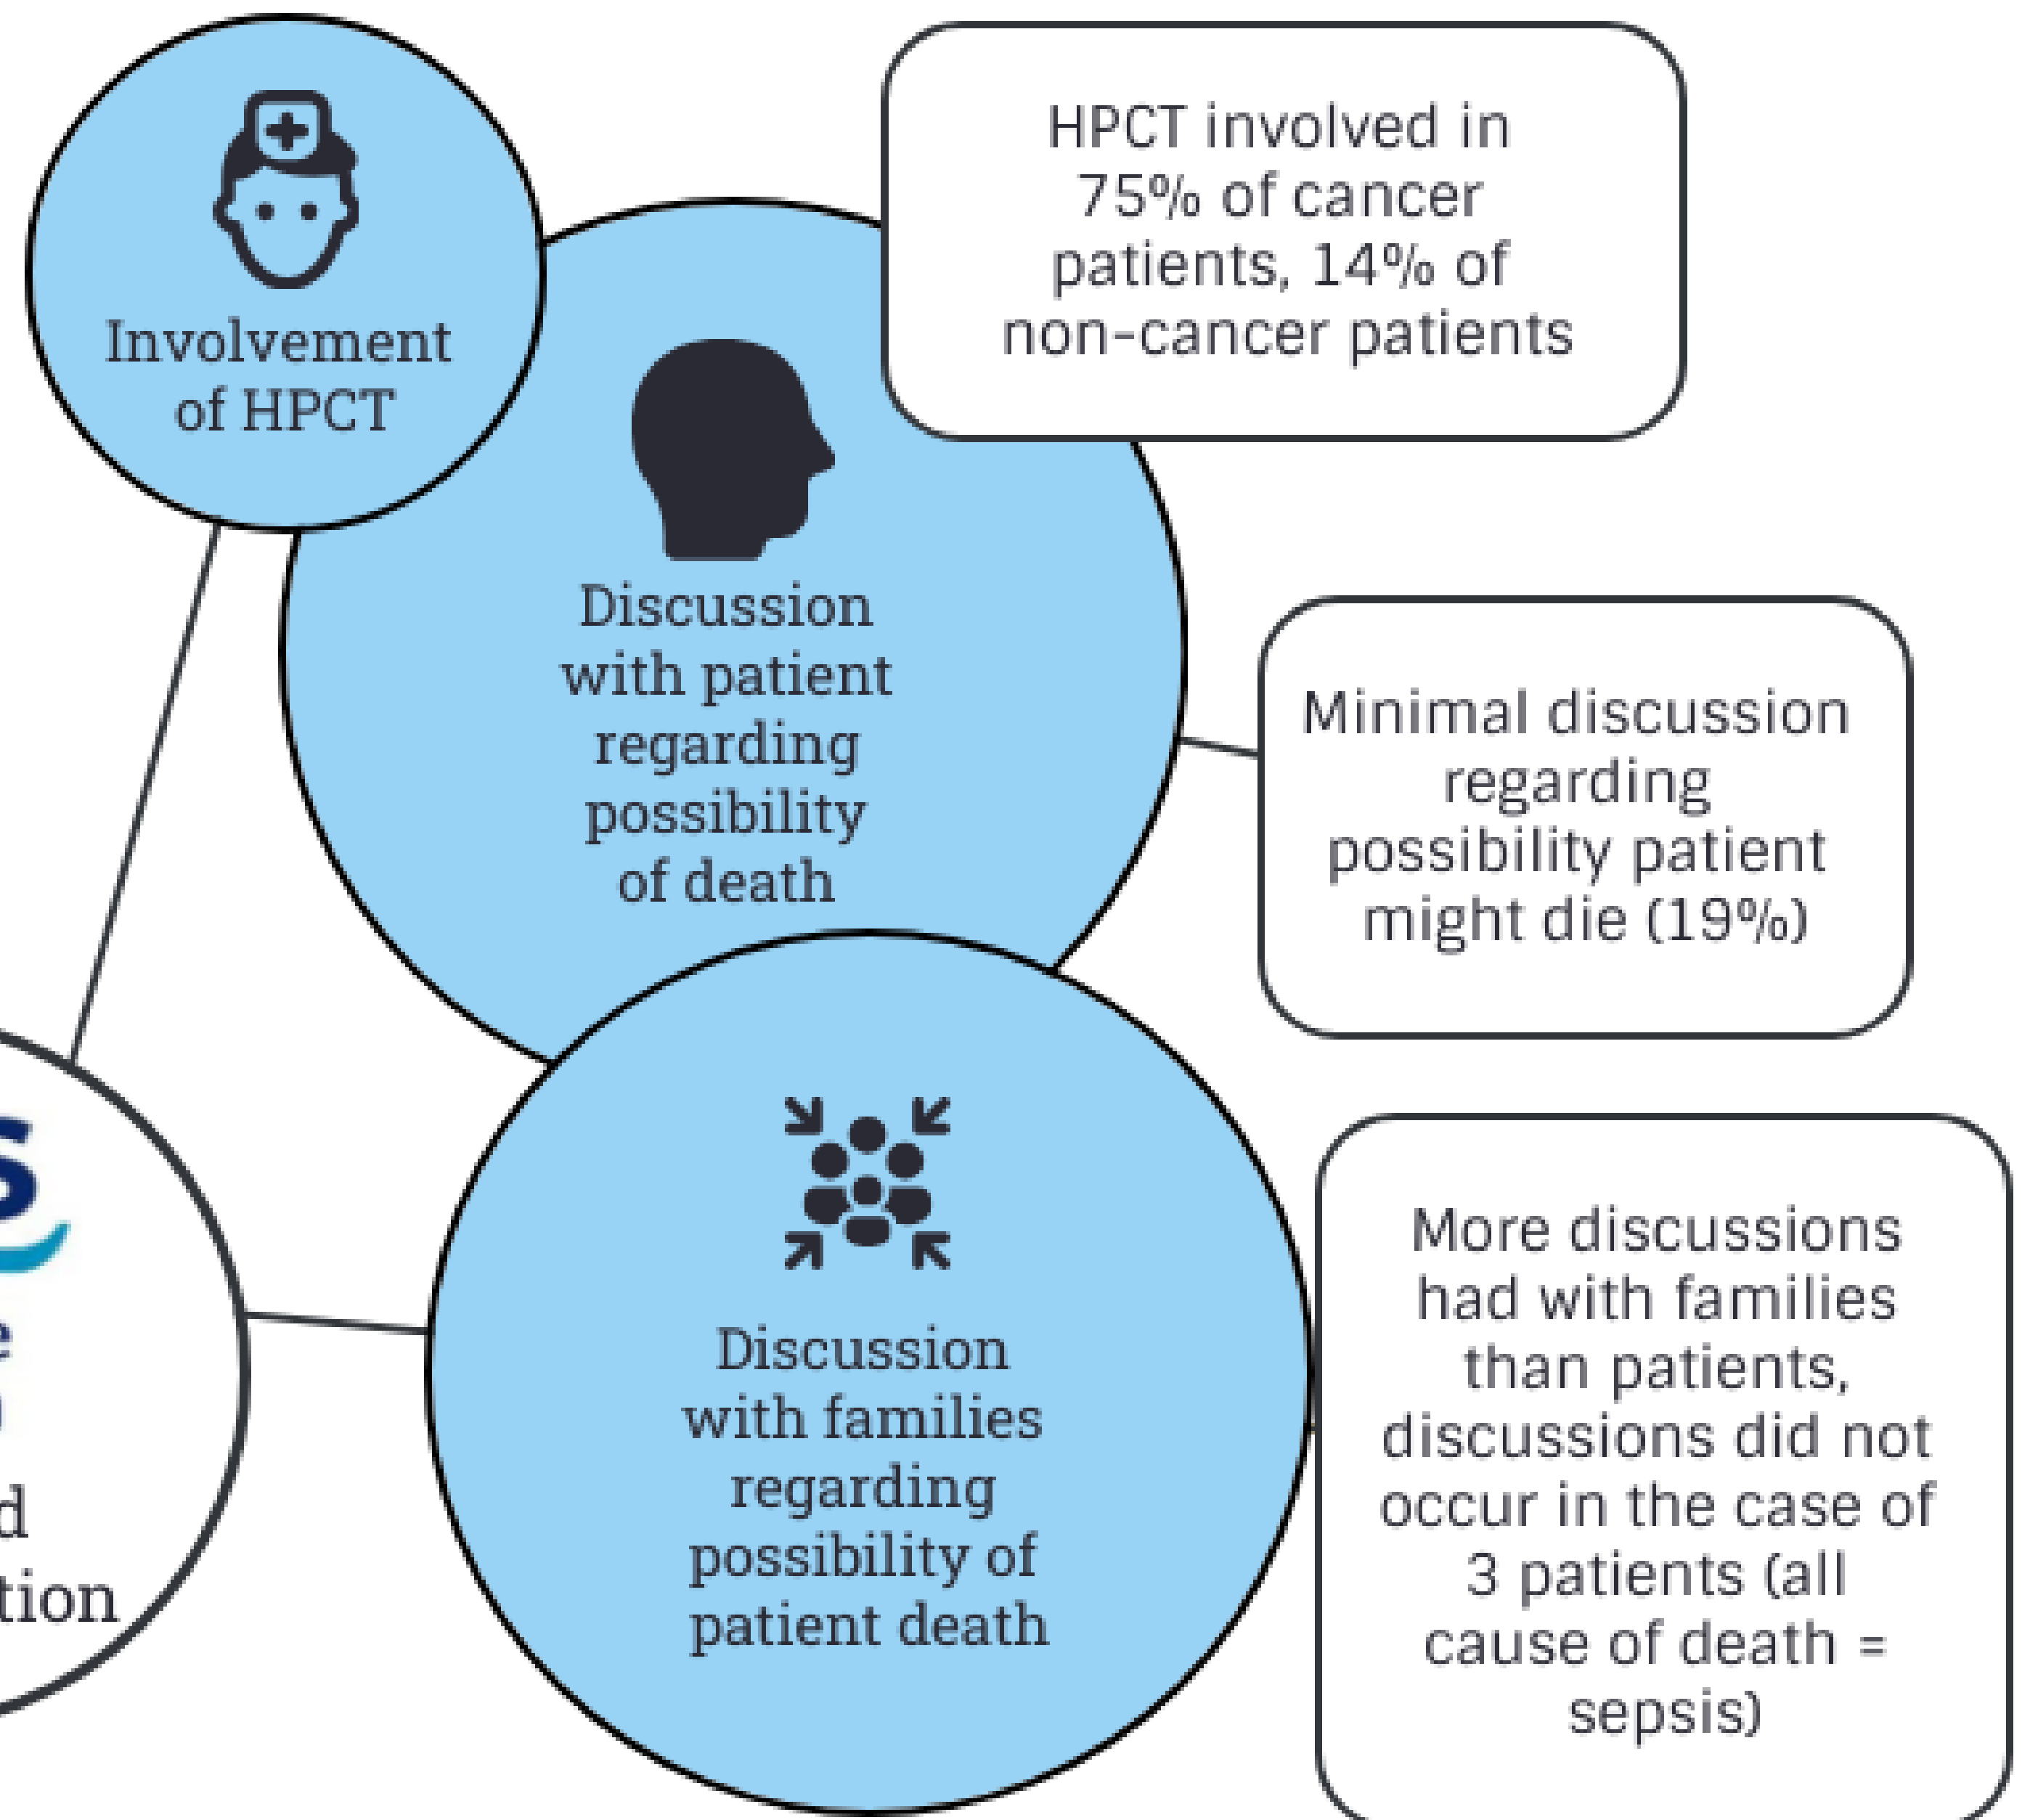 Involvement
of HPCT
HPCT involved in
75% of cancer
patients, 14% of
non-cancer patients
Discussion
with patient
regarding
possibility
of death
Minimal discussion
regarding
possibility patient
might die (19%)
Discussion
with families
regarding
possibility of
patient death
More discussions
had with families
than patients,
discussions did not
occur in the case of
3 patients (all
cause of death =
sepsis)